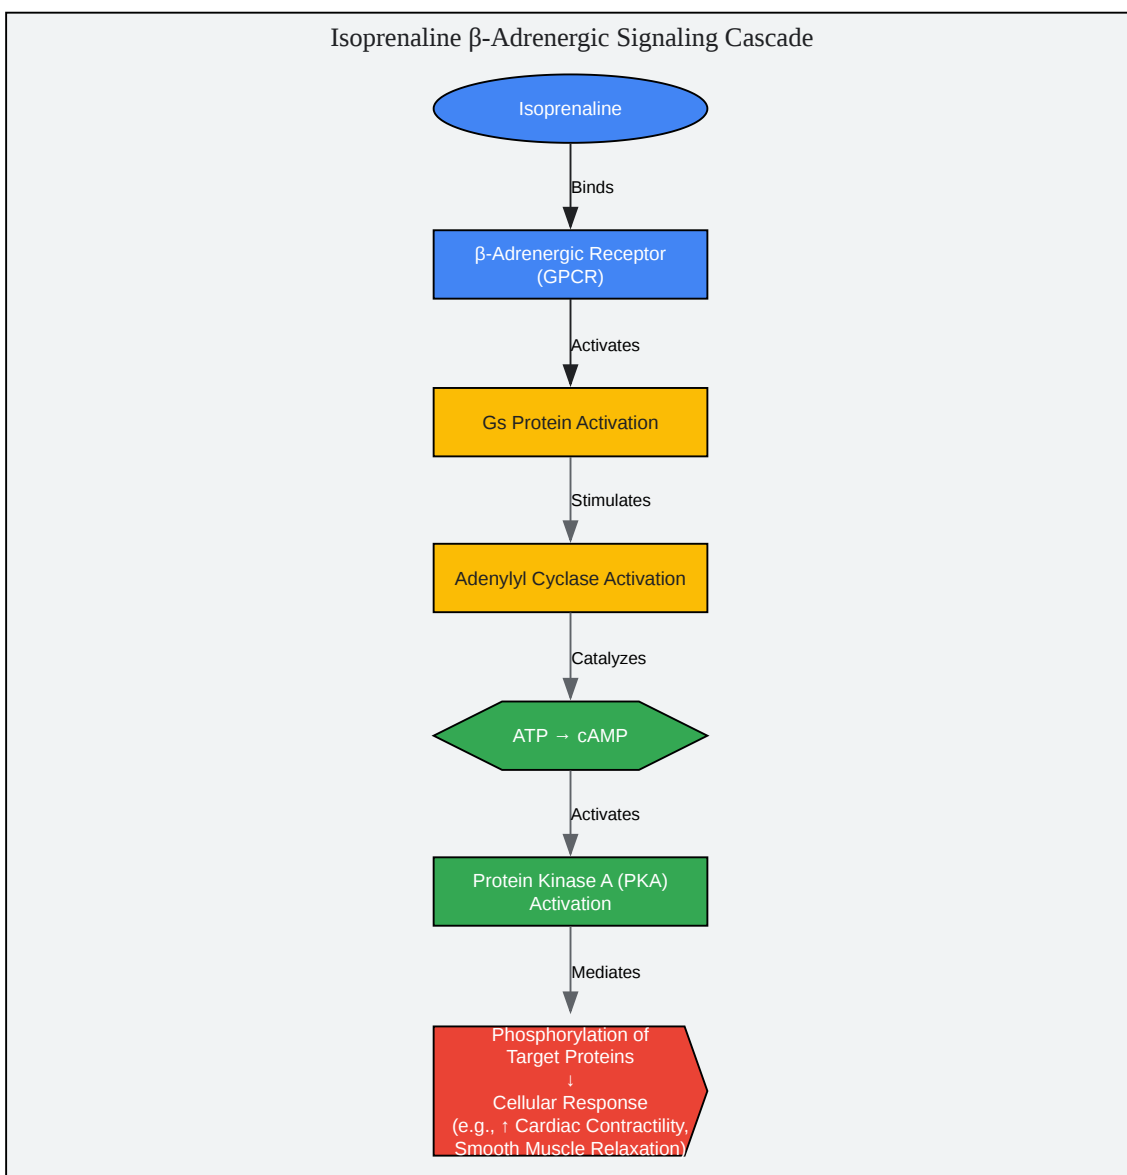 Isoprenaline β-Adrenergic Signaling Cascade
Isoprenaline
Binds
β-Adrenergic Receptor
(GPCR)
Activates
Gs Protein Activation
Stimulates
Adenylyl Cyclase Activation
Catalyzes
ATP → cAMP
Activates
Protein Kinase A (PKA)
Activation
Mediates
Phosphorylation of
Target Proteins
↓
Cellular Response
(e.g., ↑ Cardiac Contractility,
Smooth Muscle Relaxation)